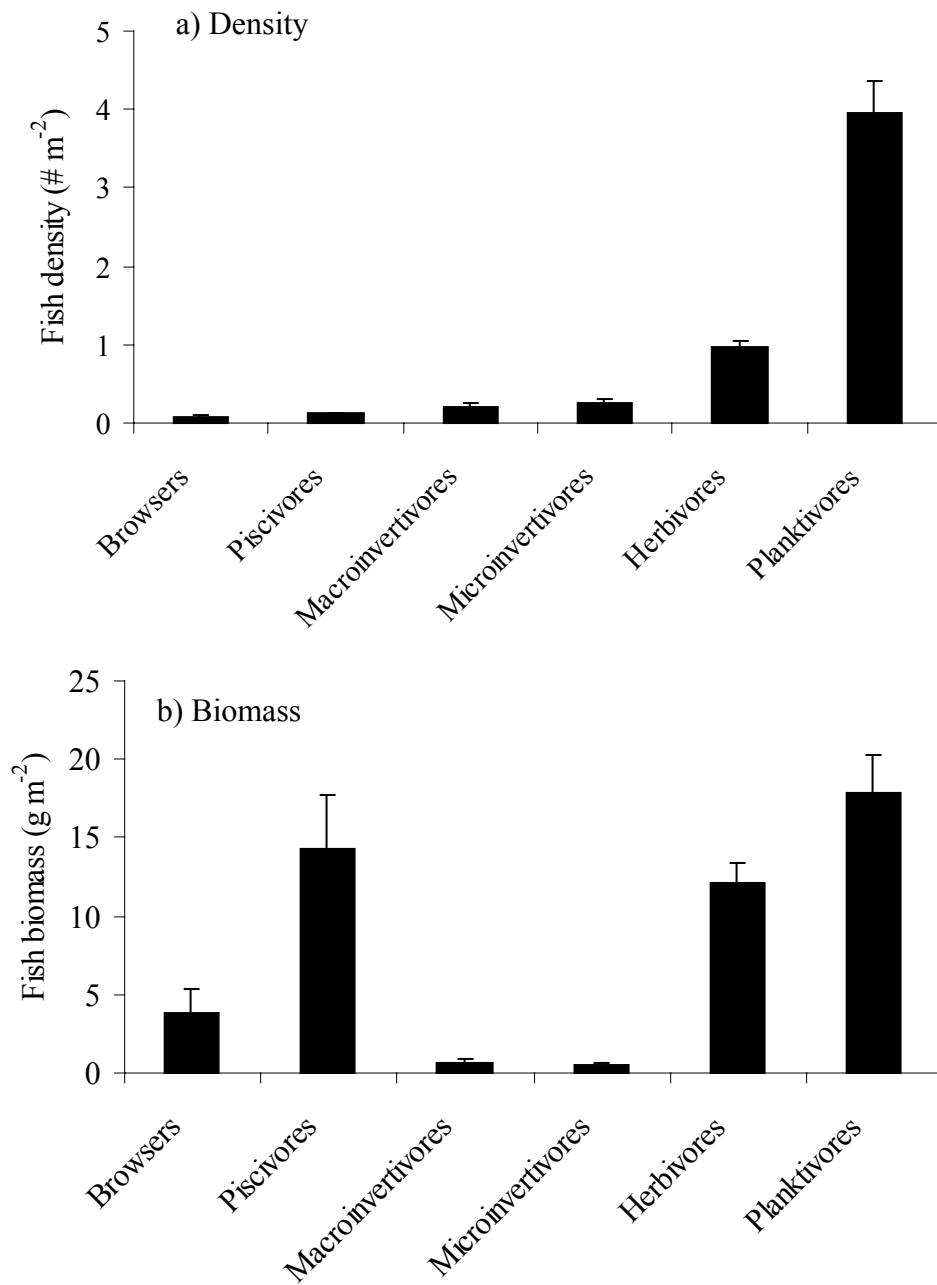 a) Density
Fish density (# m-2)
5
4
3
2
1
0
Browsers
Piscivores
Macroinvertivores
Microinvertivores
Herbivores
Planktivores
b) Biomass
Fish biomass (g m-2)
25
20
15
10
5
0
Browsers
Piscivores
Macroinvertivores
Microinvertivores
Herbivores
Planktivores